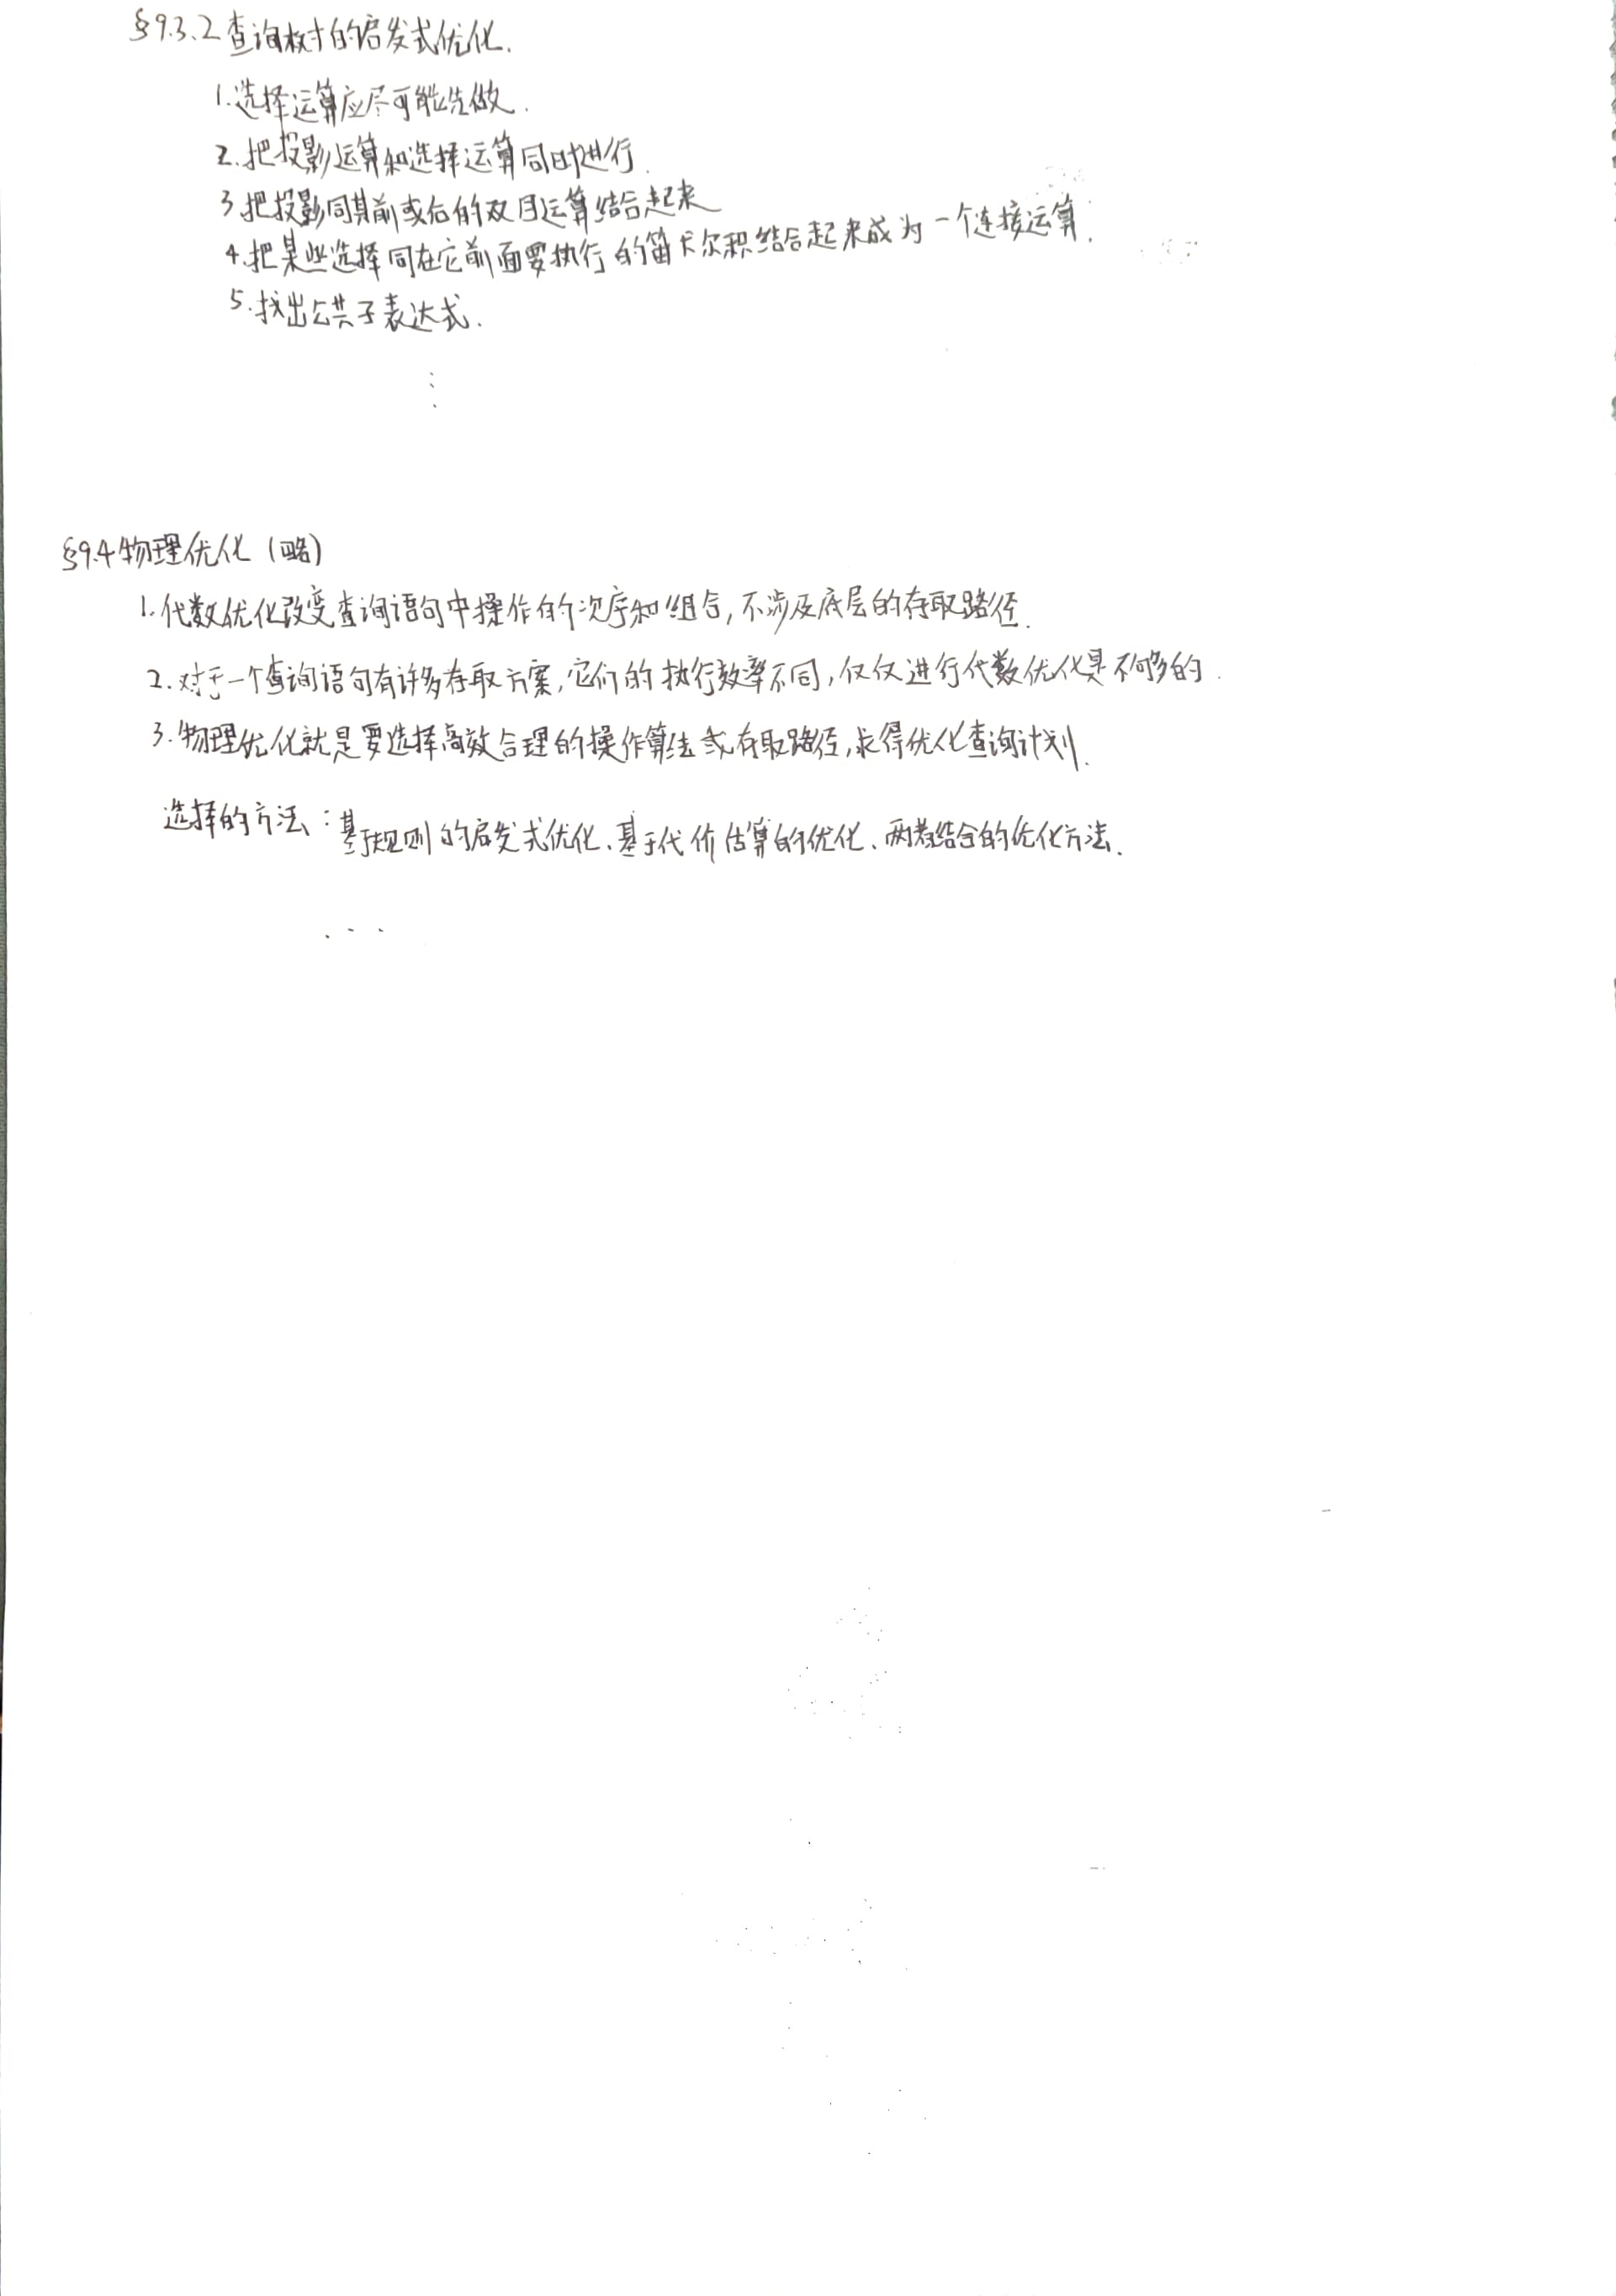 §9.3.2 查询树的启发式优化.
1.选择运算应尽可能先做.
2.把投影运算和选择运算同时进行.
3.把投影同其前或后的双目运算结合起来
4.把某些选择同在它前面要执行的笛卡尔积结合起来成为一个连接运算.
5.找出公共子表达式.
⋮
§9.4 物理优化(略)
1.代数优化改变查询语句中操作的次序和组合,不涉及底层的存取路径.
2.对于一个查询语句有许多存取方案,它们的执行效率不同,仅仅进行代数优化是不够的.
3.物理优化就是要选择高效合理的操作算法或存取路径,求得优化查询计划.
选择的方法:基于规则的启发式优化、基于代价估算的优化、两者结合的优化方法.
...